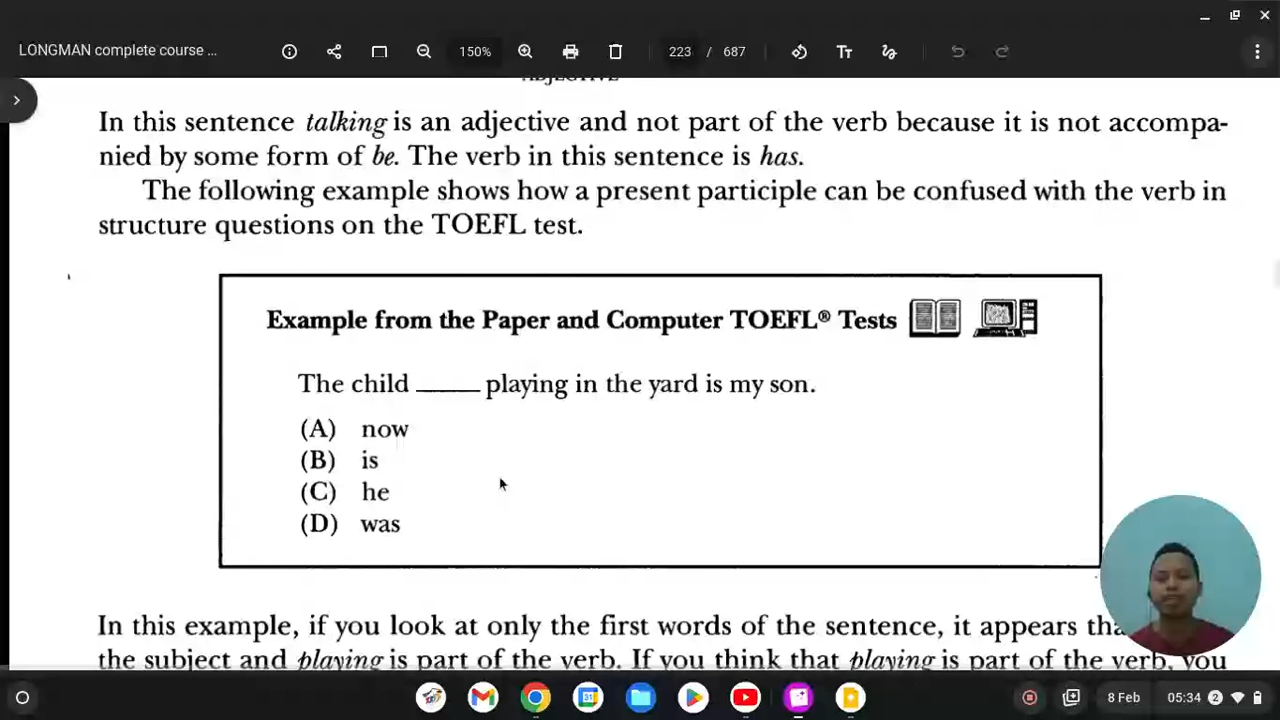 LONGMAN complete course ...
150%
223 / 687
ADJECTIVE
In this sentence talking is an adjective and not part of the verb because it is not accompa-
nied by some form of be. The verb in this sentence is has.
The following example shows how a present participle can be confused with the verb in
structure questions on the TOEFL test.
Example from the Paper and Computer TOEFL® Tests
The child _____ playing in the yard is my son.
(A) now
(B) is
(C) he
(D) was
In this example, if you look at only the first words of the sentence, it appears
the subject and playing is part of the verb. If you think that playing is part of the verb, you
8 Feb 05:34 2